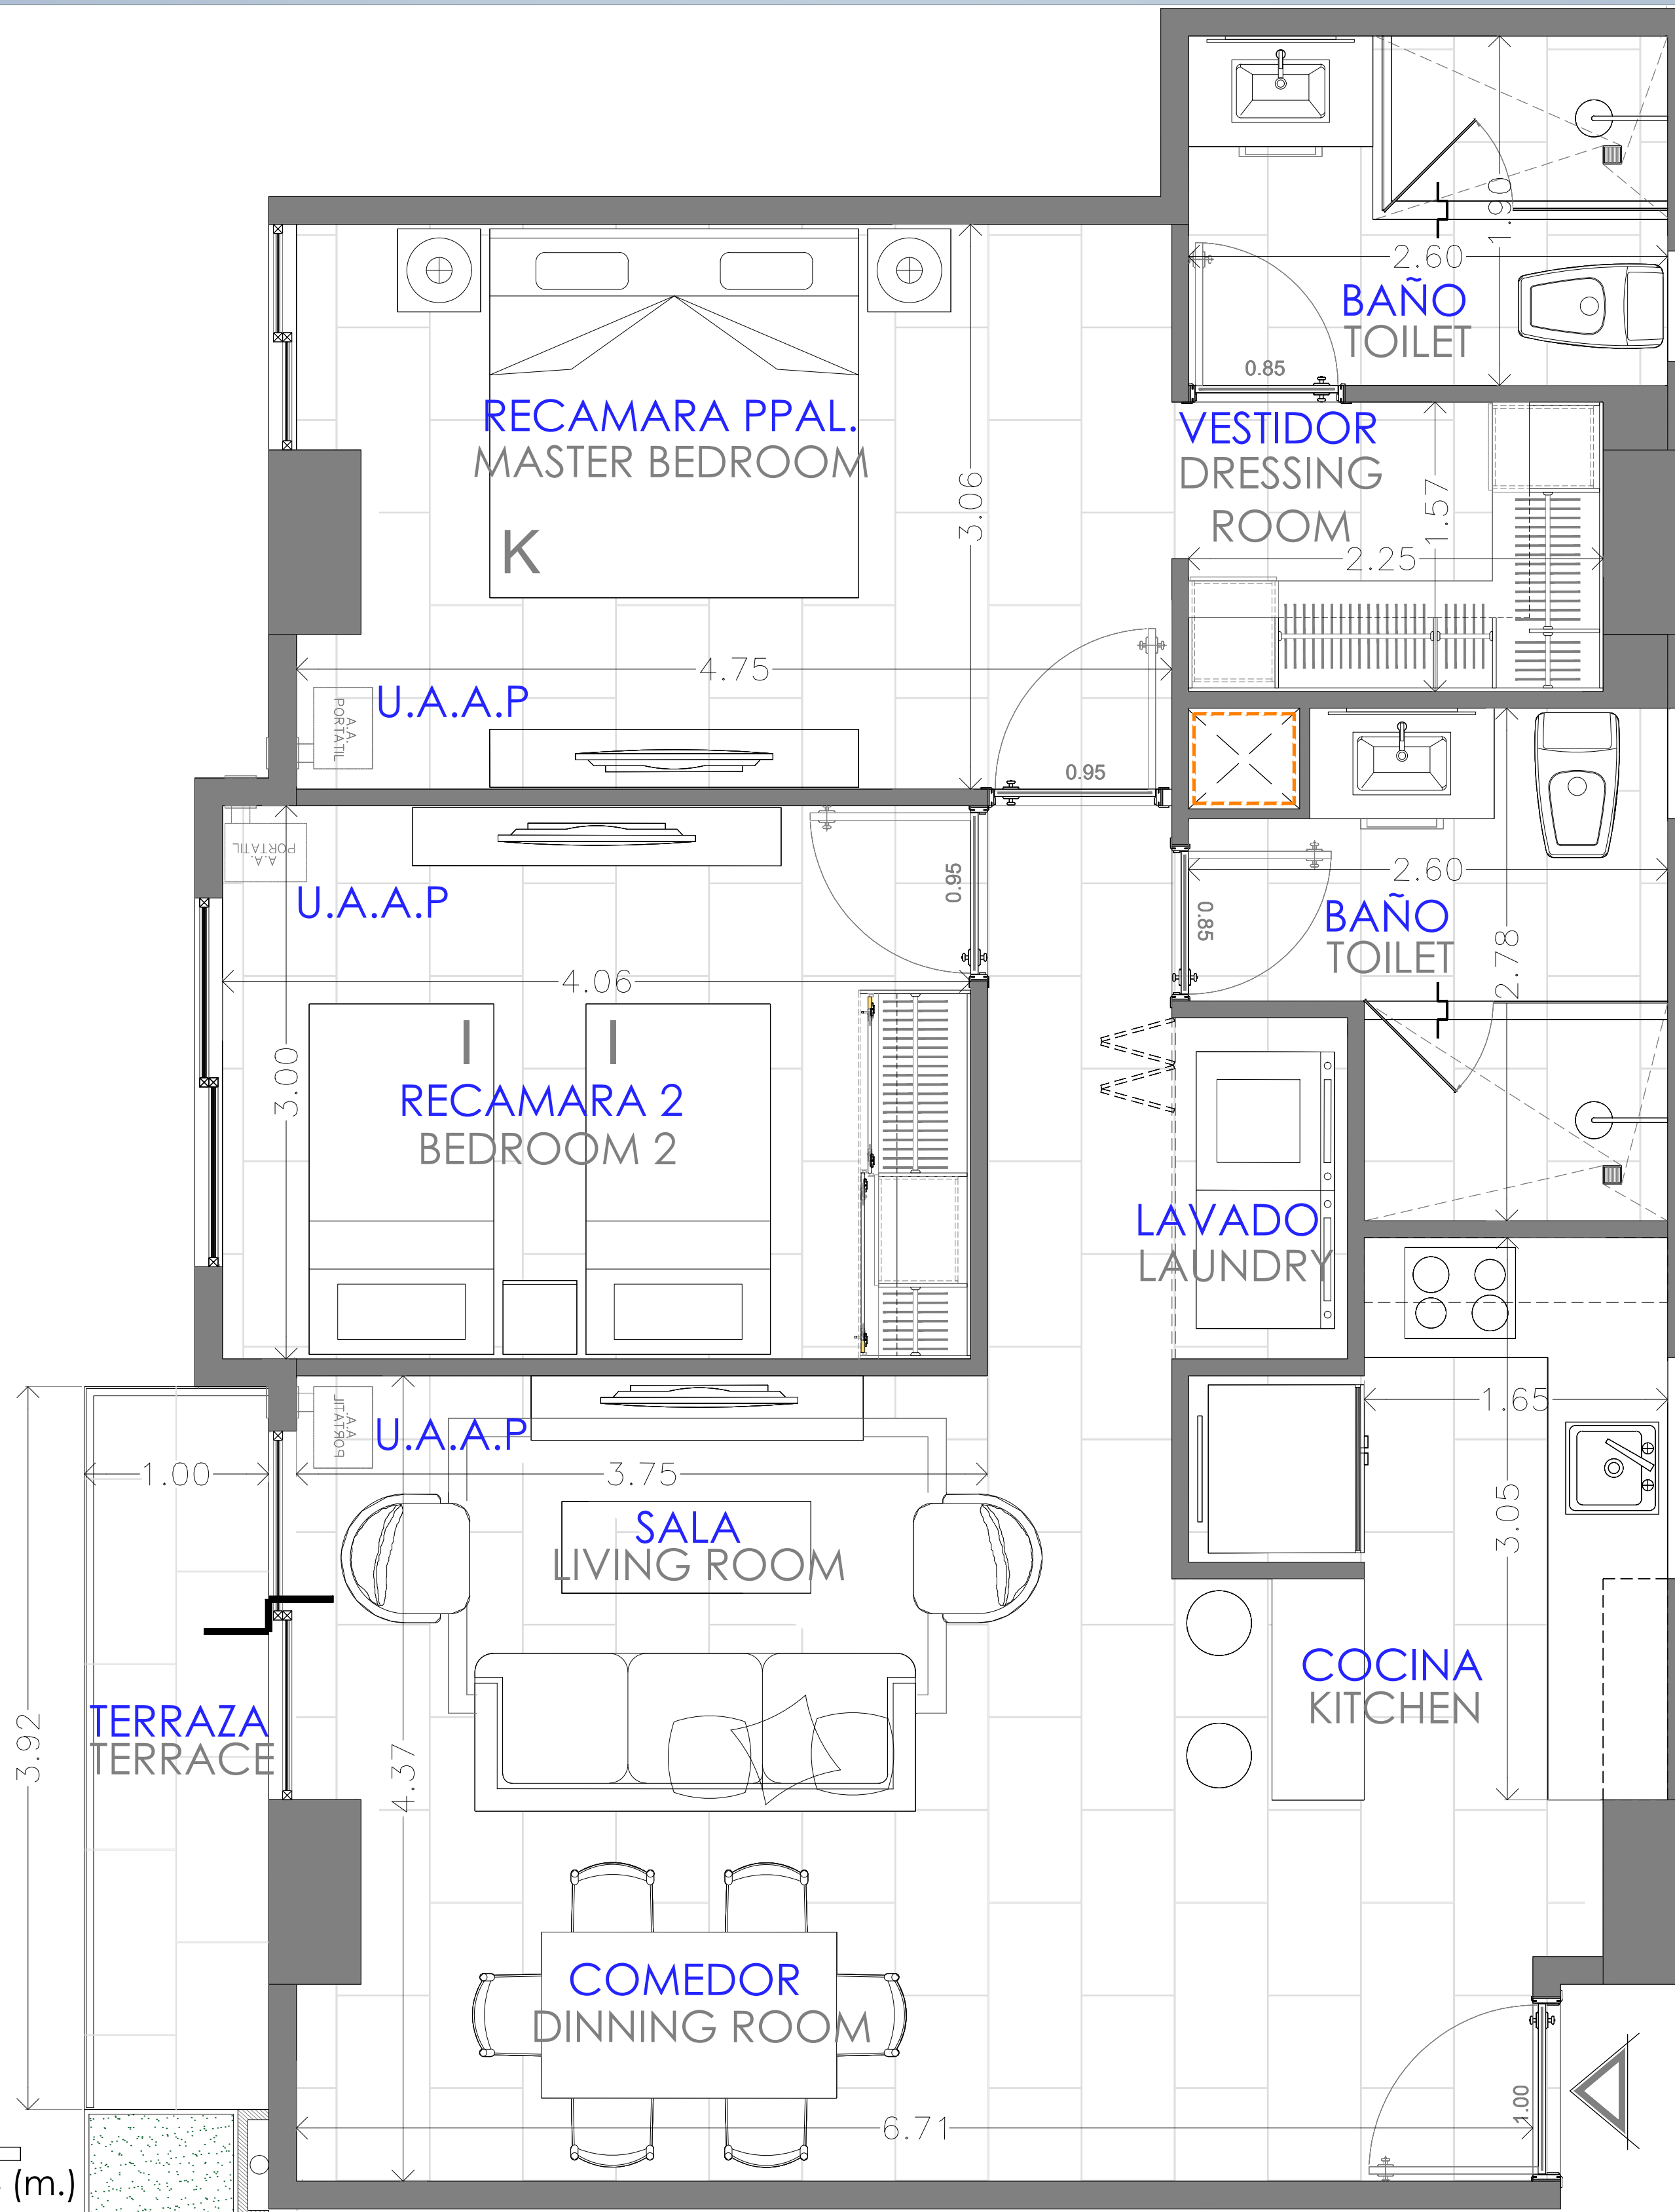 1.90
2.60
BAÑO
TOILET
0.85
RECAMARA PPAL.
MASTER BEDROOM
K
3.06
VESTIDOR
DRESSING
ROOM
1.57
2.25
4.75
U.A.A.P
A.A.
PORTATIL
0.95
A.A.
PORTATIL
U.A.A.P
0.95
2.60
0.85
BAÑO
TOILET
2.78
4.06
3.00
I I
RECAMARA 2
BEDROOM 2
LAVADO
LAUNDRY
A.A.
PORTATIL
U.A.A.P
1.00
3.75
1.65
3.05
SALA
LIVING ROOM
COCINA
KITCHEN
TERRAZA
TERRACE
3.92
4.37
COMEDOR
DINNING ROOM
1.00
6.71
(m.)